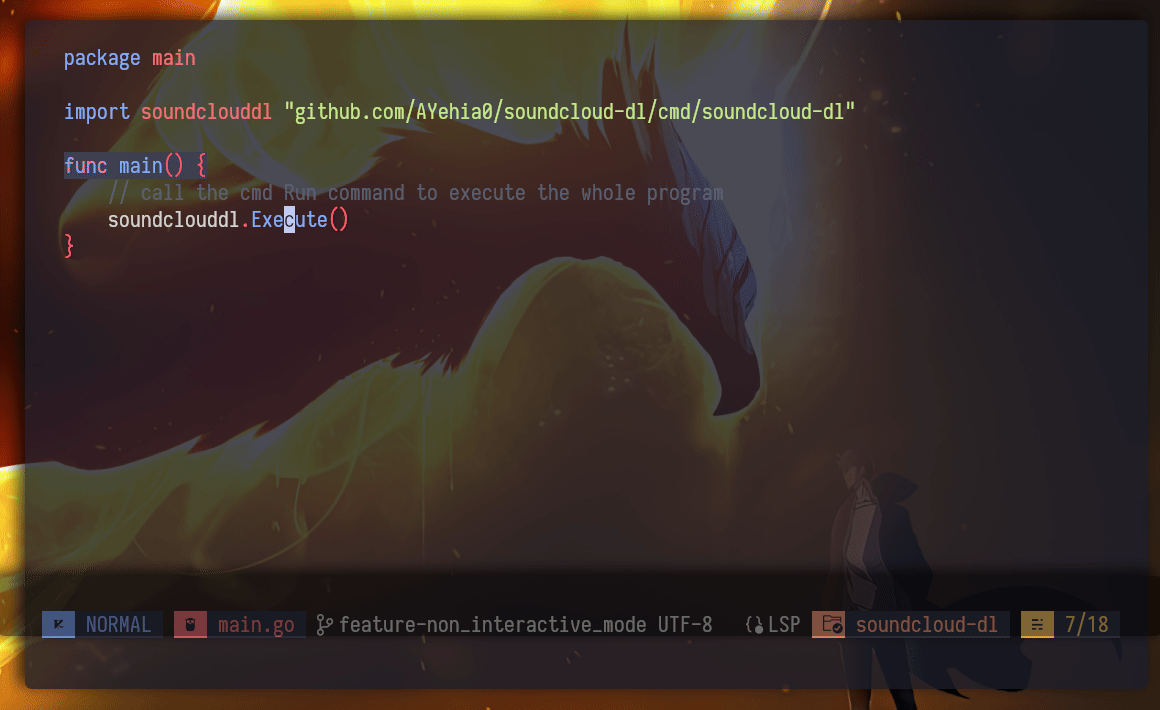 package main
import soundclouddl "github.com/AYehia0/soundcloud-dl/cmd/soundcloud-dl"
func main() {
// call the cmd Run command to execute the whole program
soundclouddl.Execute()
}
NORMAL main.go feature-non_interactive_mode UTF-8 {} LSP soundcloud-dl 7/18